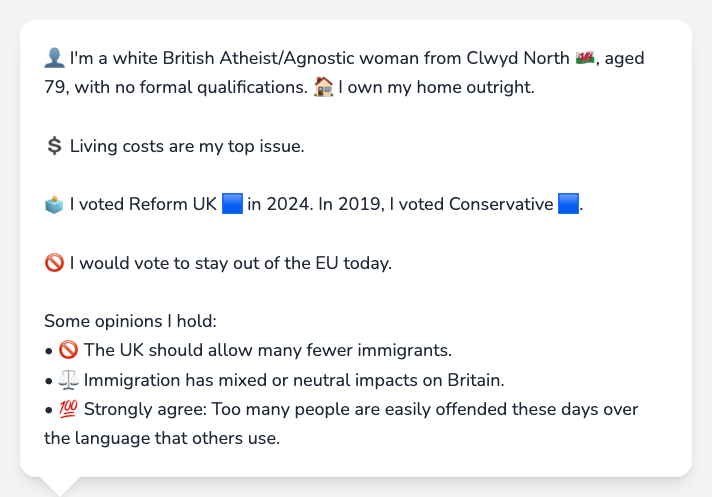 👤 I'm a white British Atheist/Agnostic woman from Clwyd North 🏴󠁧󠁢󠁷󠁬󠁳󠁿, aged
79, with no formal qualifications. 🏠 I own my home outright.
💲 Living costs are my top issue.
🗳️ I voted Reform UK 🟦 in 2024. In 2019, I voted Conservative 🟦.
🚫 I would vote to stay out of the EU today.
Some opinions I hold:
• 🚫 The UK should allow many fewer immigrants.
• ⚖️ Immigration has mixed or neutral impacts on Britain.
• 💯 Strongly agree: Too many people are easily offended these days over
the language that others use.